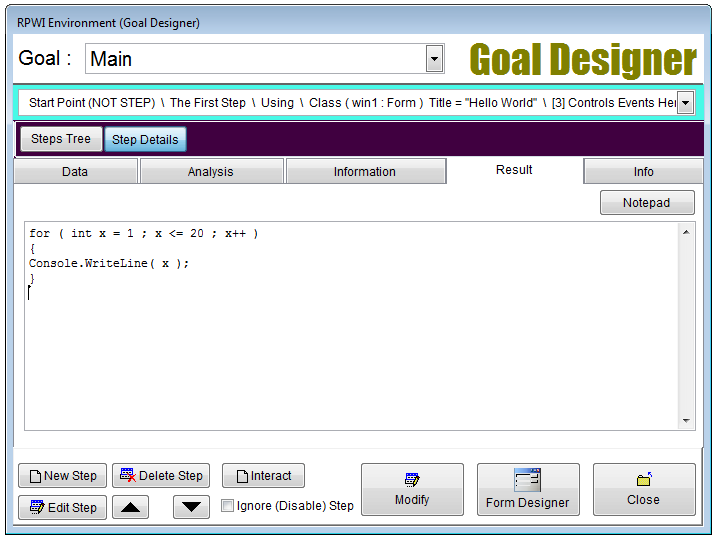 RPWI Environment (Goal Designer)
Goal : Main
Goal Designer
Start Point (NOT STEP) \ The First Step \ Using \ Class ( win1 : Form ) Title = "Hello World" \ [3] Controls Events
Steps Tree Step Details
Data Analysis Information Result Info
Notepad
for ( int x = 1 ; x <= 20 ; x++ )
{
Console.WriteLine( x );
}
New Step Delete Step Interact
Edit Step Ignore (Disable) Step
Modify Form Designer Close